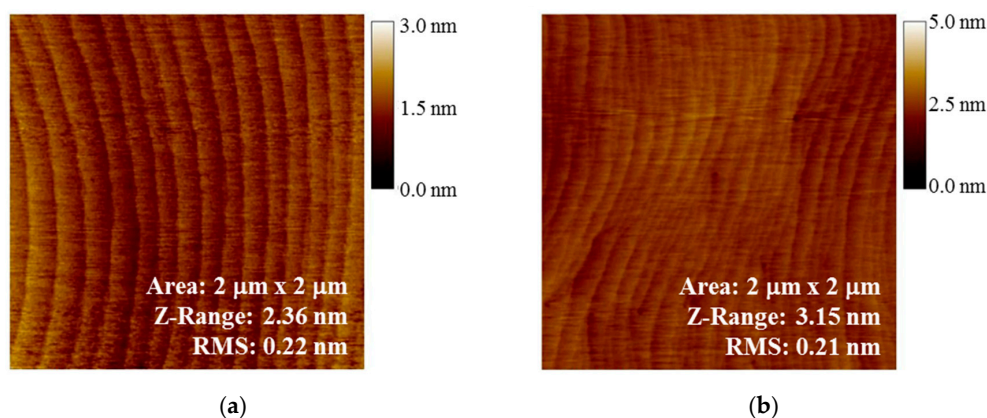 3.0 nm
1.5 nm
0.0 nm
Area: 2 μm x 2 μm
Z-Range: 2.36 nm
RMS: 0.22 nm
(a)
5.0 nm
2.5 nm
0.0 nm
Area: 2 μm x 2 μm
Z-Range: 3.15 nm
RMS: 0.21 nm
(b)